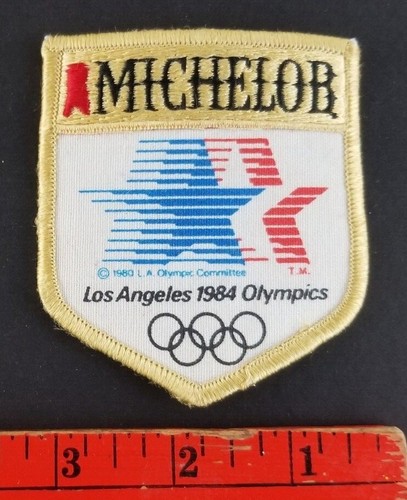 MICHELOB
© 1980 L.A. Olympic Committee T.M.
Los Angeles 1984 Olympics
3 2 1